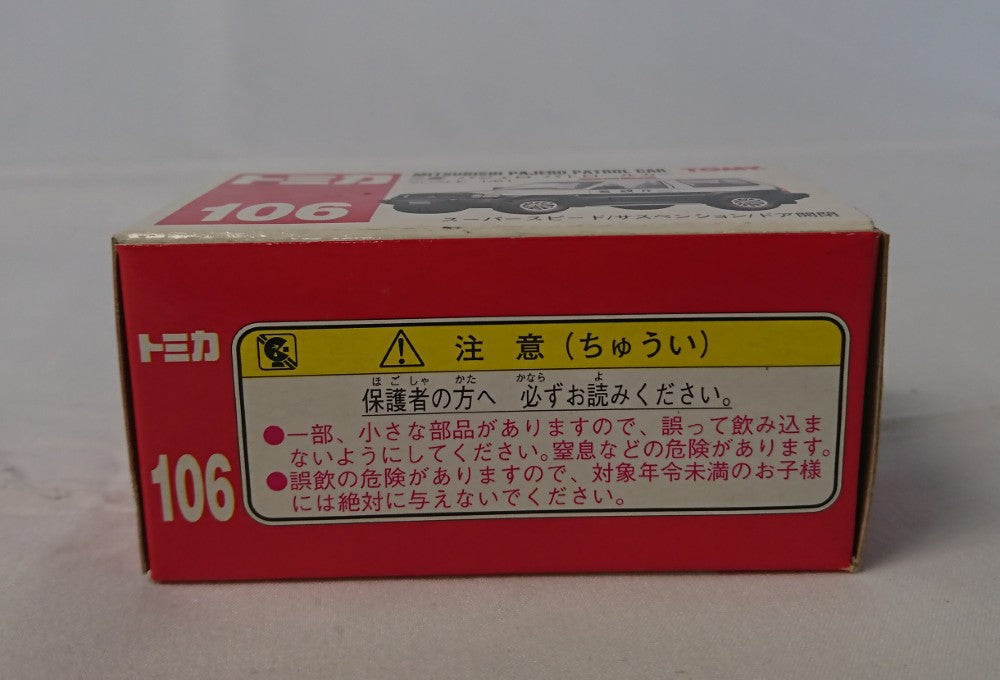 トミカ
106
MITSUBISHI PAJERO PATROL CAR
TOMY
警視庁
スーパースピード/サスペンション/ドア開閉
トミカ
106
注意(ちゅうい)
ほごしゃ かた かなら よ
保護者の方へ 必ずお読みください。
●一部、小さな部品がありますので、誤って飲み込ま
ないようにしてください。窒息などの危険があります。
●誤飲の危険がありますので、対象年令未満のお子様
には絶対に与えないでください。